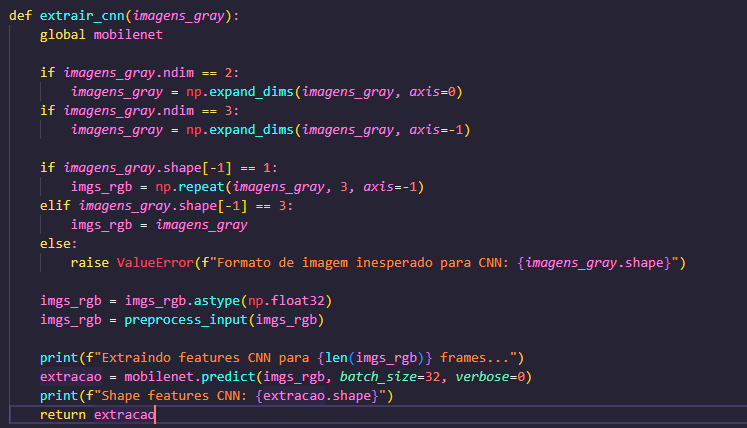 def extrair_cnn(imagens_gray):
    global mobilenet

    if imagens_gray.ndim == 2:
        imagens_gray = np.expand_dims(imagens_gray, axis=0)
    if imagens_gray.ndim == 3:
        imagens_gray = np.expand_dims(imagens_gray, axis=-1)

    if imagens_gray.shape[-1] == 1:
        imgs_rgb = np.repeat(imagens_gray, 3, axis=-1)
    elif imagens_gray.shape[-1] == 3:
        imgs_rgb = imagens_gray
    else:
        raise ValueError(f"Formato de imagem inesperado para CNN: {imagens_gray.shape}")

    imgs_rgb = imgs_rgb.astype(np.float32)
    imgs_rgb = preprocess_input(imgs_rgb)

    print(f"Extraindo features CNN para {len(imgs_rgb)} frames...")
    extracao = mobilenet.predict(imgs_rgb, batch_size=32, verbose=0)
    print(f"Shape features CNN: {extracao.shape}")
    return extracao